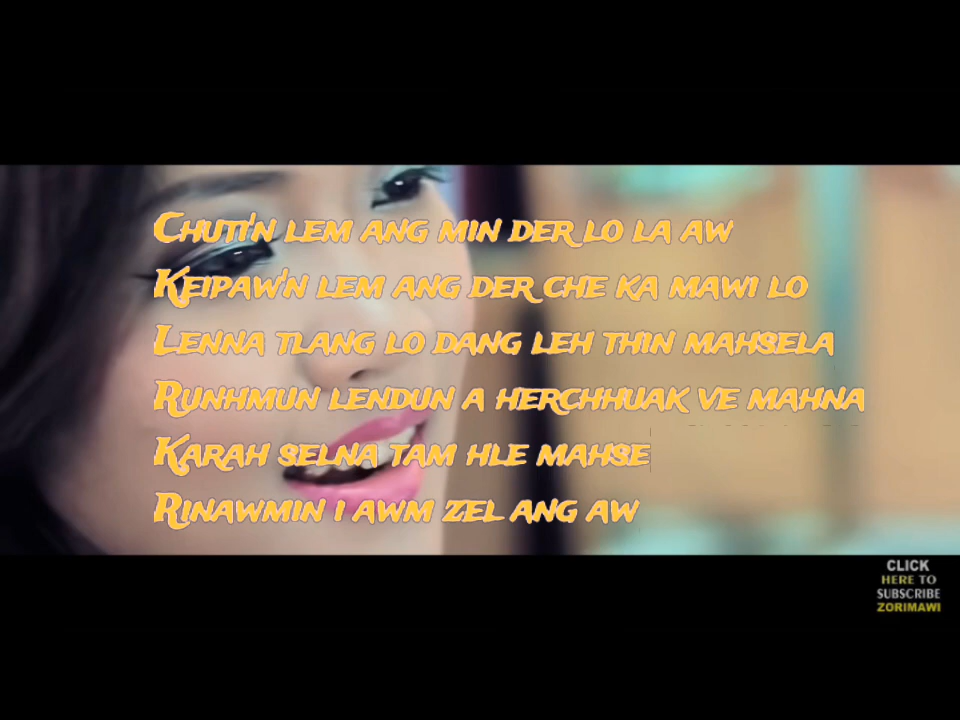 Chuti'n lem ang min der lo la aw
Keipaw'n lem ang der che ka mawi lo
Lenna tlang lo dang leh thin mahsela
Runhmun lendun a herchhuak ve mahna
Karah selna tam hle mahse
Rinawmin i awm zel ang aw
CLICK
HERE TO
SUBSCRIBE
ZORIMAWI